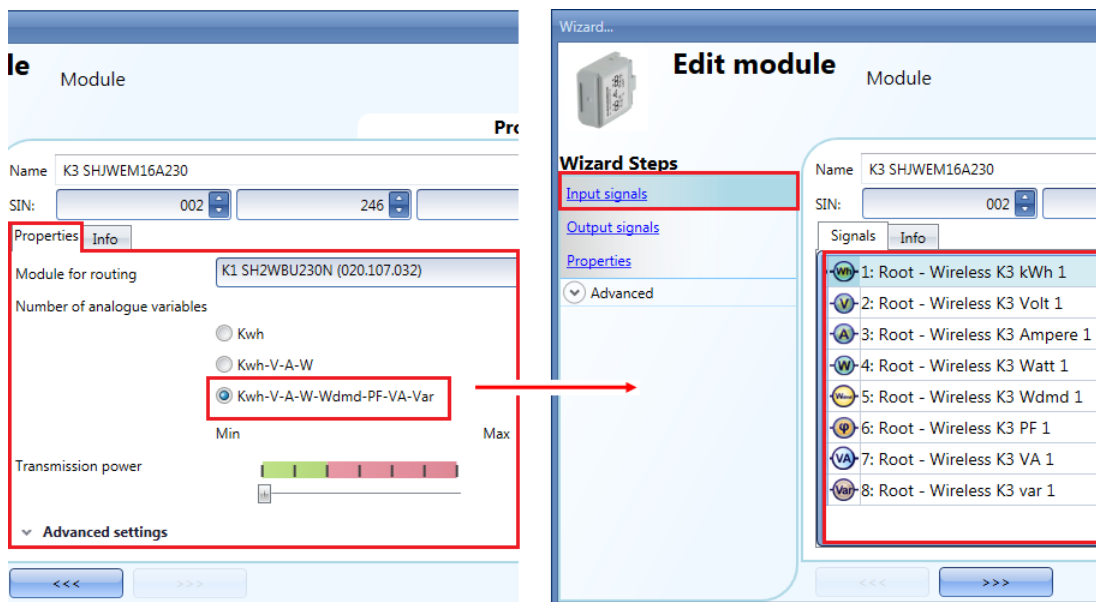 le
Module
Pro
Name K3 SHJWEM16A230
SIN: 002 246
Properties Info
Module for routing K1 SH2WBU230N (020.107.032)
Number of analogue variables
Kwh
Kwh-V-A-W
Kwh-V-A-W-Wdmd-PF-VA-Var
Min Max
Transmission power
Advanced settings
<<< >>>
Wizard...
Edit module
Module
Wizard Steps
Input signals
Output signals
Properties
Advanced
Name K3 SHJWEM16A230
SIN: 002
Signals Info
Wh 1: Root - Wireless K3 kWh 1
V 2: Root - Wireless K3 Volt 1
A 3: Root - Wireless K3 Ampere 1
W 4: Root - Wireless K3 Watt 1
5: Root - Wireless K3 Wdmd 1
φ 6: Root - Wireless K3 PF 1
VA 7: Root - Wireless K3 VA 1
Var 8: Root - Wireless K3 var 1
<<< >>>